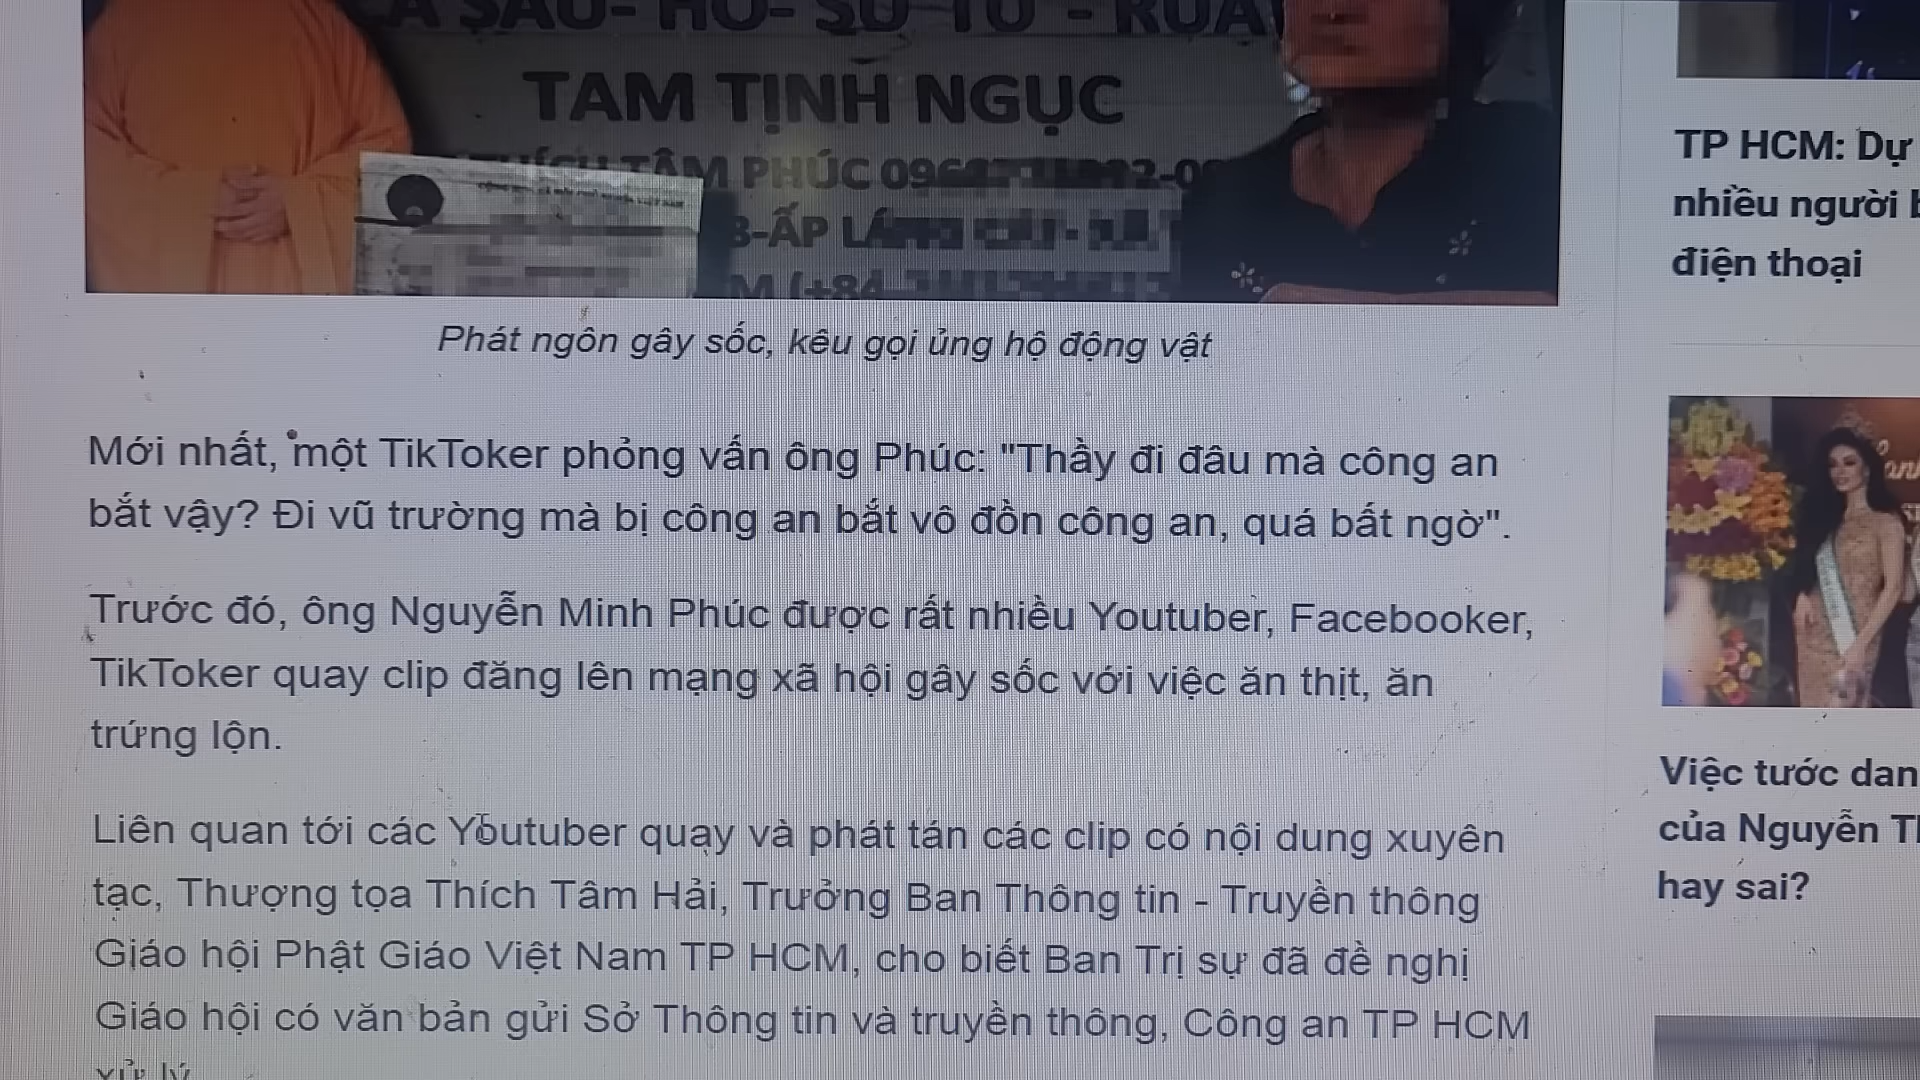 TAM TỊNH NGỤC
TÂM PHÚC
Phát ngôn gây sốc, kêu gọi ủng hộ động vật
Mới nhất, một TikToker phỏng vấn ông Phúc: "Thầy đi đâu mà công an
bắt vậy? Đi vũ trường mà bị công an bắt vô đồn công an, quá bất ngờ".
Trước đó, ông Nguyễn Minh Phúc được rất nhiều Youtuber, Facebooker,
TikToker quay clip đăng lên mạng xã hội gây sốc với việc ăn thịt, ăn
trứng lộn.
Liên quan tới các Youtuber quay và phát tán các clip có nội dung xuyên
tạc, Thượng tọa Thích Tâm Hải, Trưởng Ban Thông tin - Truyền thông
Giáo hội Phật Giáo Việt Nam TP HCM, cho biết Ban Trị sự đã đề nghị
Giáo hội có văn bản gửi Sở Thông tin và truyền thông, Công an TP HCM
TP HCM: Dự
nhiều người
điện thoại
Việc tước
của Nguyễn
hay sai?